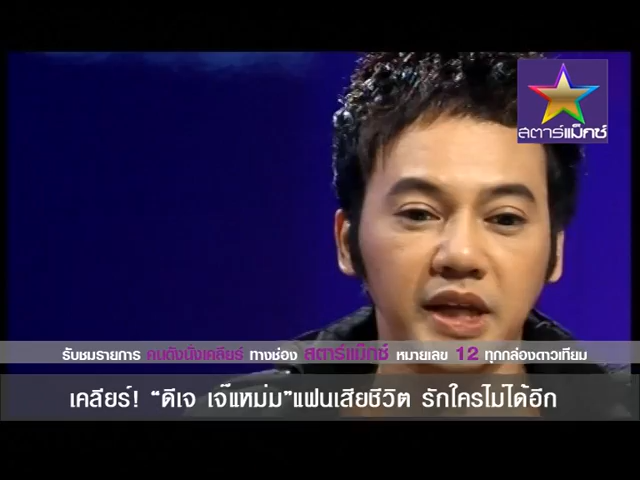 สตาร์แม็กซ์
รับชมรายการ คนดังนั่งเคลียร์ ทางช่อง สตาร์แม็กซ์ หมายเลข 12 ทุกกล่องดาวเทียม
เคลียร์! “ดีเจ เจ๊แหม่ม”แฟนเสียชีวิต รักใครไม่ได้อีก